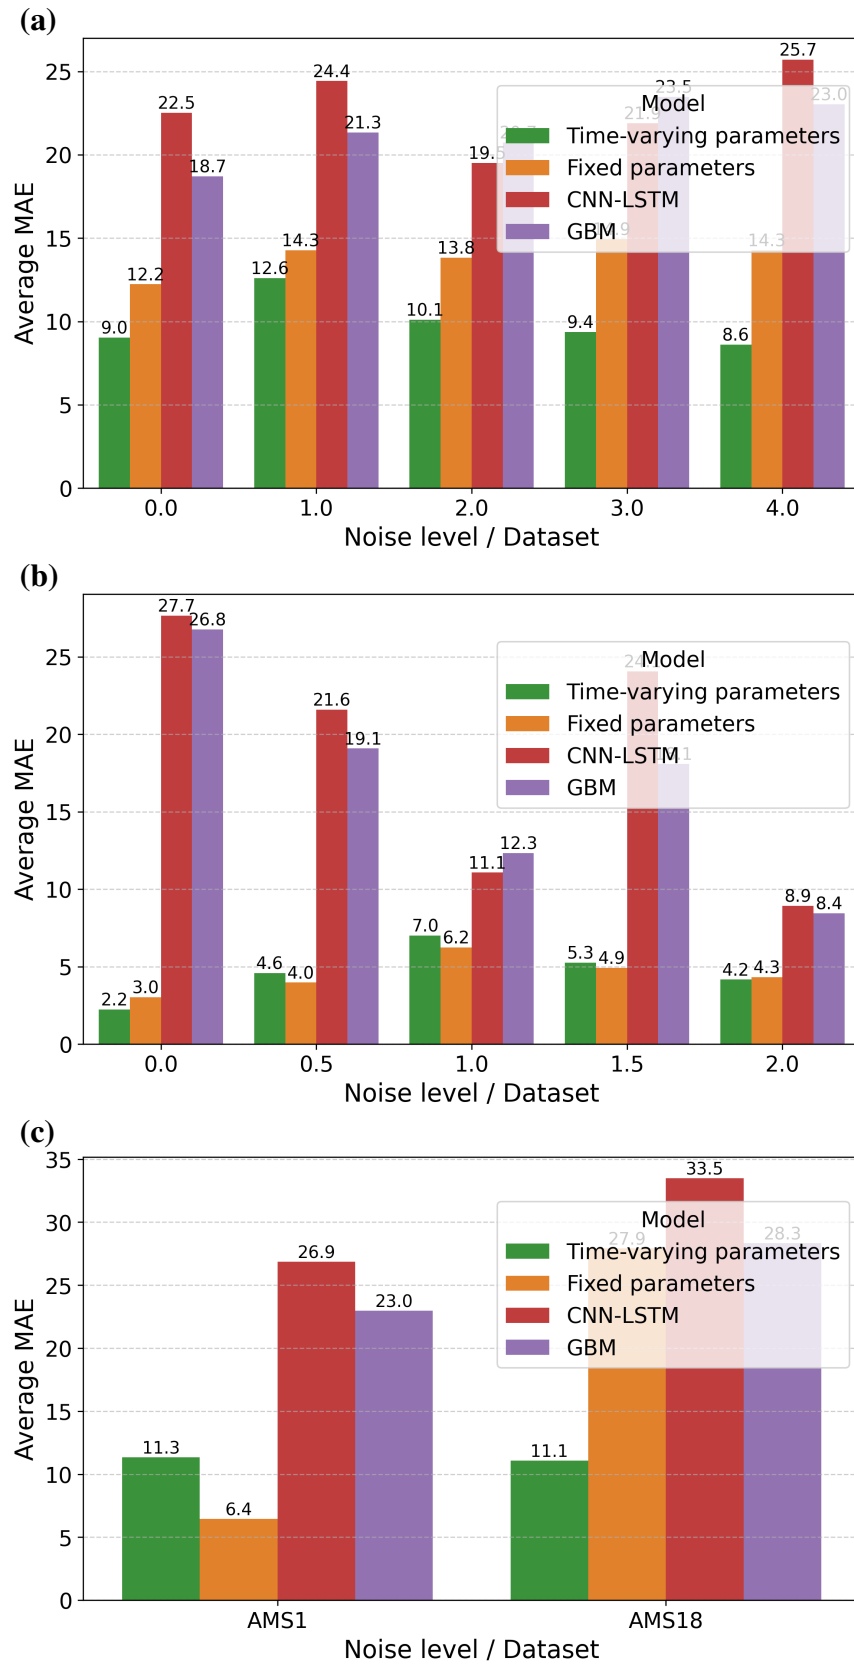 (a)
25.7
24.4
23.5
22.5
23.0
21.9
21.3
20.7
19.5
18.7
14.3
13.8
14.3
12.2
12.6
10.1
9.0
9.4
8.6
Model
Time-varying parameters
Fixed parameters
CNN-LSTM
GBM
25
20
15
10
5
0
Average MAE
0.0 1.0 2.0 3.0 4.0
Noise level / Dataset
(b)
27.7
26.8
21.6
19.1
12.3
11.1
8.9
8.4
7.0
6.2
5.3
4.9
4.6
4.0
4.2
4.3
3.0
2.2
Model
Time-varying parameters
Fixed parameters
CNN-LSTM
GBM
25
20
15
10
5
0
Average MAE
0.0 0.5 1.0 1.5 2.0
Noise level / Dataset
(c)
33.5
27.9
28.3
26.9
23.0
11.3
11.1
6.4
Model
Time-varying parameters
Fixed parameters
CNN-LSTM
GBM
35
30
25
20
15
10
5
0
Average MAE
AMS1 AMS18
Noise level / Dataset